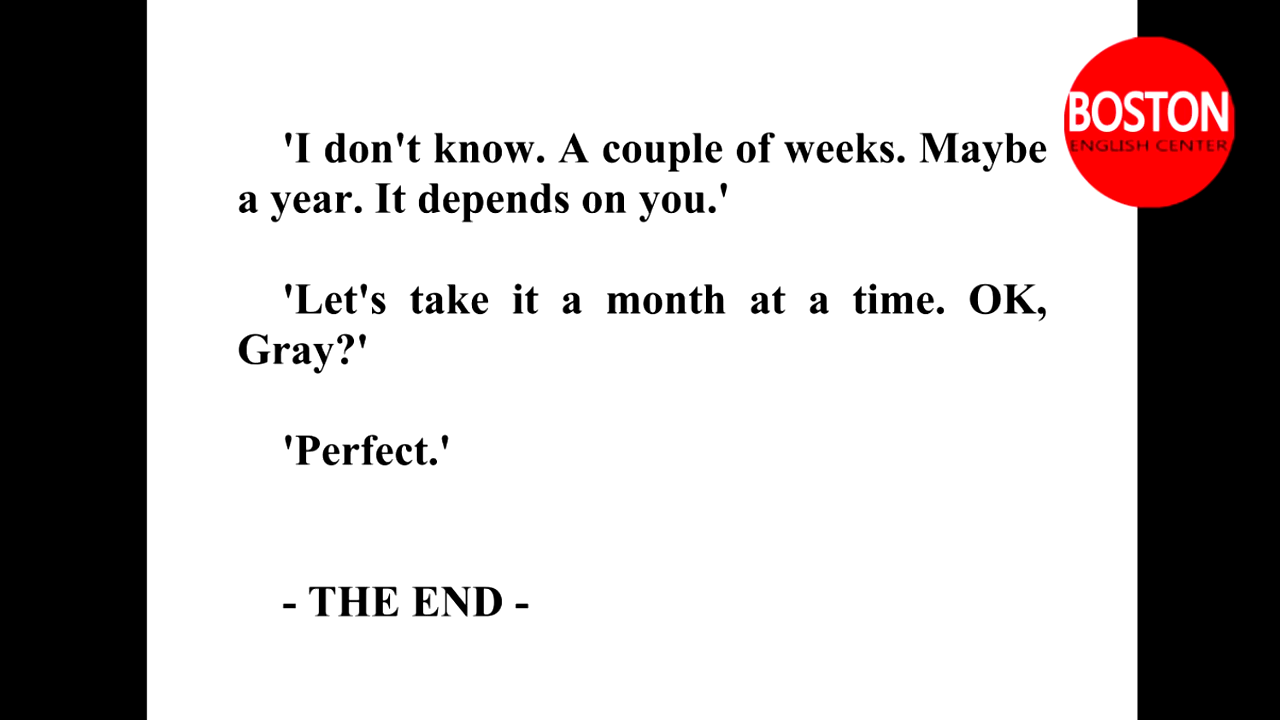 BOSTON
ENGLISH CENTER
'I don't know. A couple of weeks. Maybe
a year. It depends on you.'
'Let's take it a month at a time. OK,
Gray?'
'Perfect.'
- THE END -